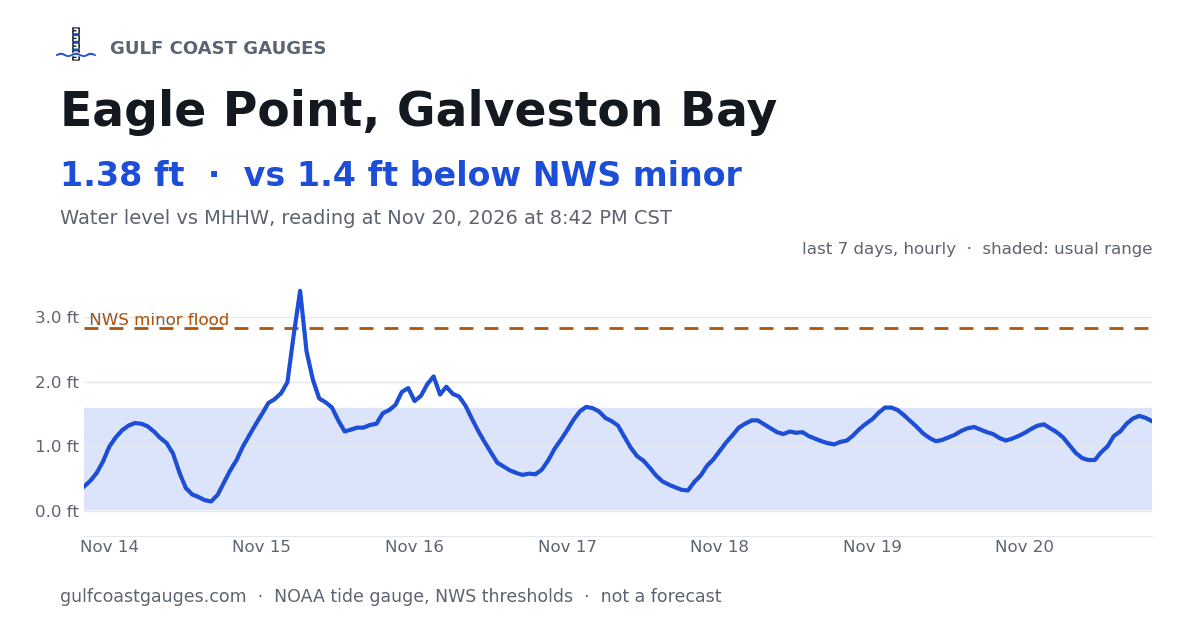 GULF COAST GAUGES
Eagle Point, Galveston Bay
1.38 ft · vs 1.4 ft below NWS minor
Water level vs MHHW, reading at Nov 20, 2026 at 8:42 PM CST
last 7 days, hourly · shaded: usual range
3.0 ft
NWS minor flood
2.0 ft
1.0 ft
0.0 ft
Nov 14 Nov 15 Nov 16 Nov 17 Nov 18 Nov 19 Nov 20
gulfcoastgauges.com · NOAA tide gauge, NWS thresholds · not a forecast